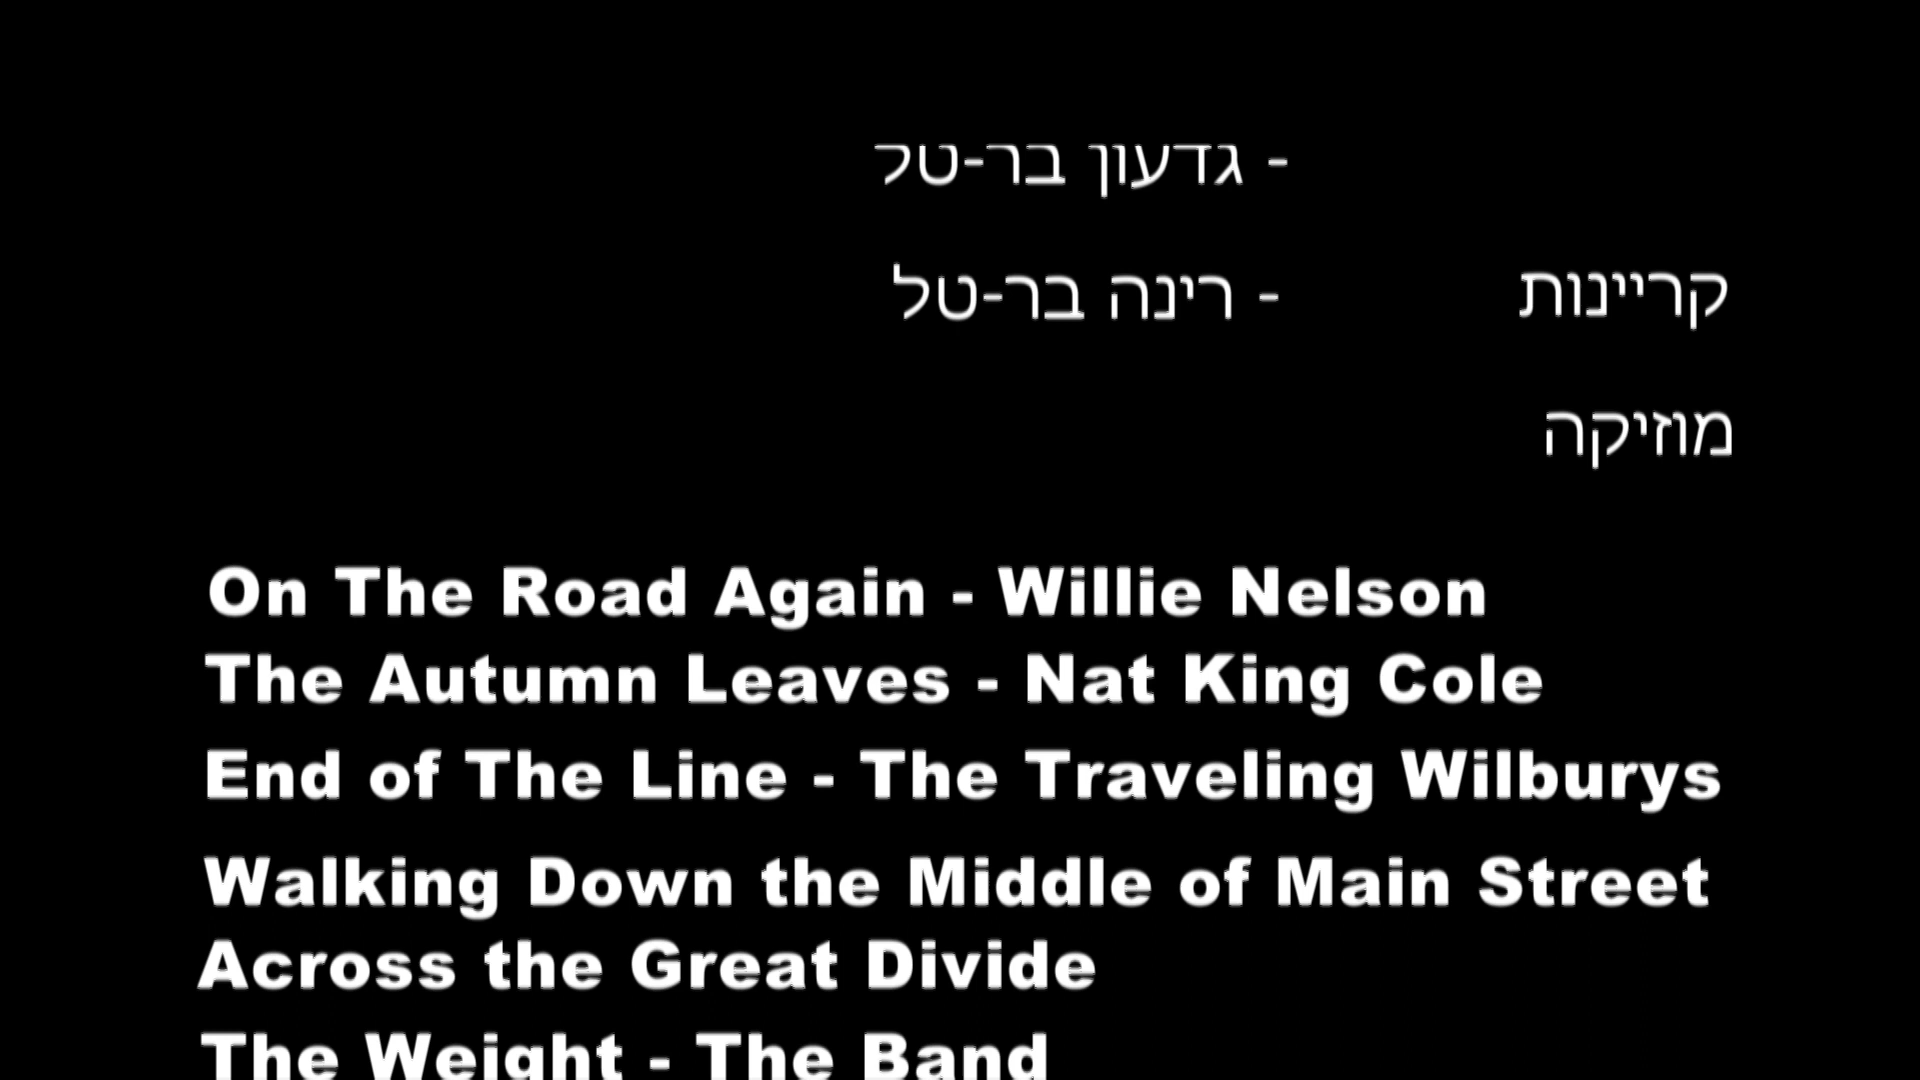 - גדעון בר-טל
קריינות - רינה בר-טל
מוזיקה
On The Road Again - Willie Nelson
The Autumn Leaves - Nat King Cole
End of The Line - The Traveling Wilburys
Walking Down the Middle of Main Street
Across the Great Divide
The Weight - The Band